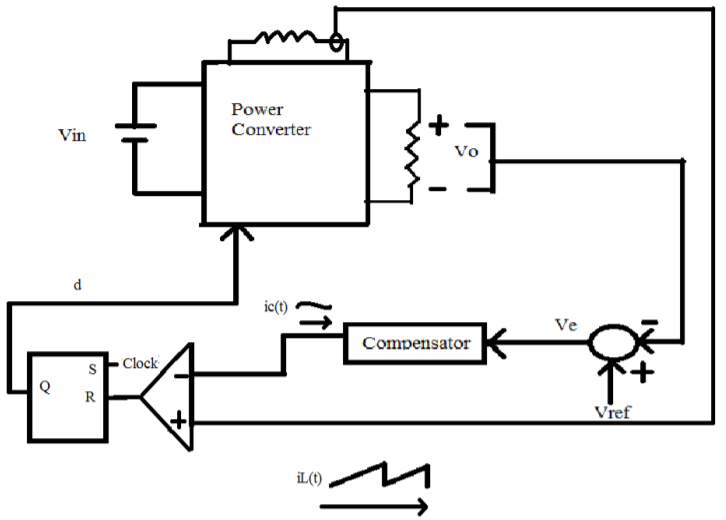 Power
Converter
Vin
+
Vo
−
d
ic(t)
Compensator
Ve
−
+
Vref
S
Clock
Q
R
−
+
iL(t)